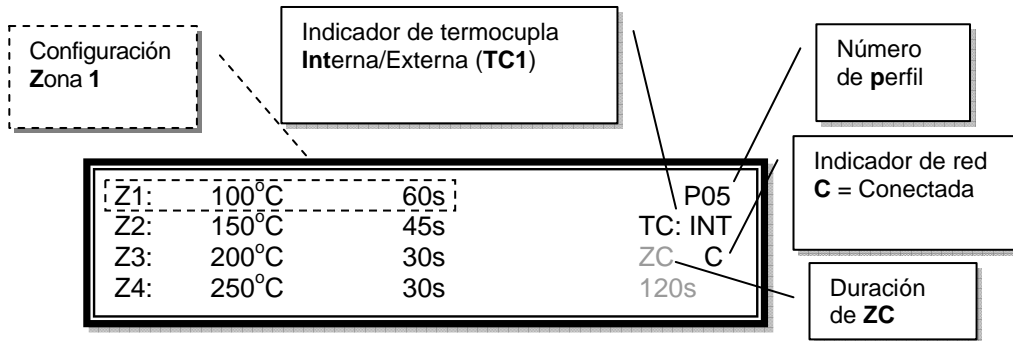 Configuración
Zona 1
Indicador de termocupla
Interna/Externa (TC1)
Número
de perfil
Indicador de red
C = Conectada
Z1: 100°C 60s P05
Z2: 150°C 45s TC: INT
Z3: 200°C 30s ZC C
Z4: 250°C 30s 120s
Duración
de ZC